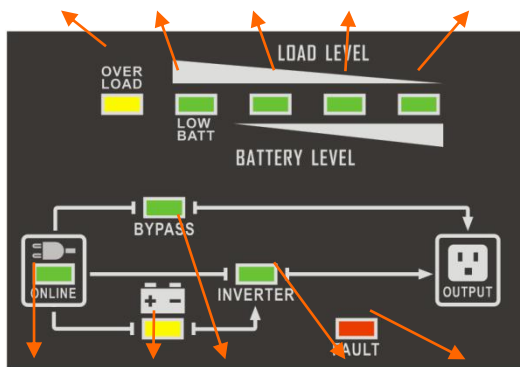 LOAD LEVEL
OVER
LOAD
LOW
BATT
BATTERY LEVEL
BYPASS
ONLINE
INVERTER
OUTPUT
FAULT